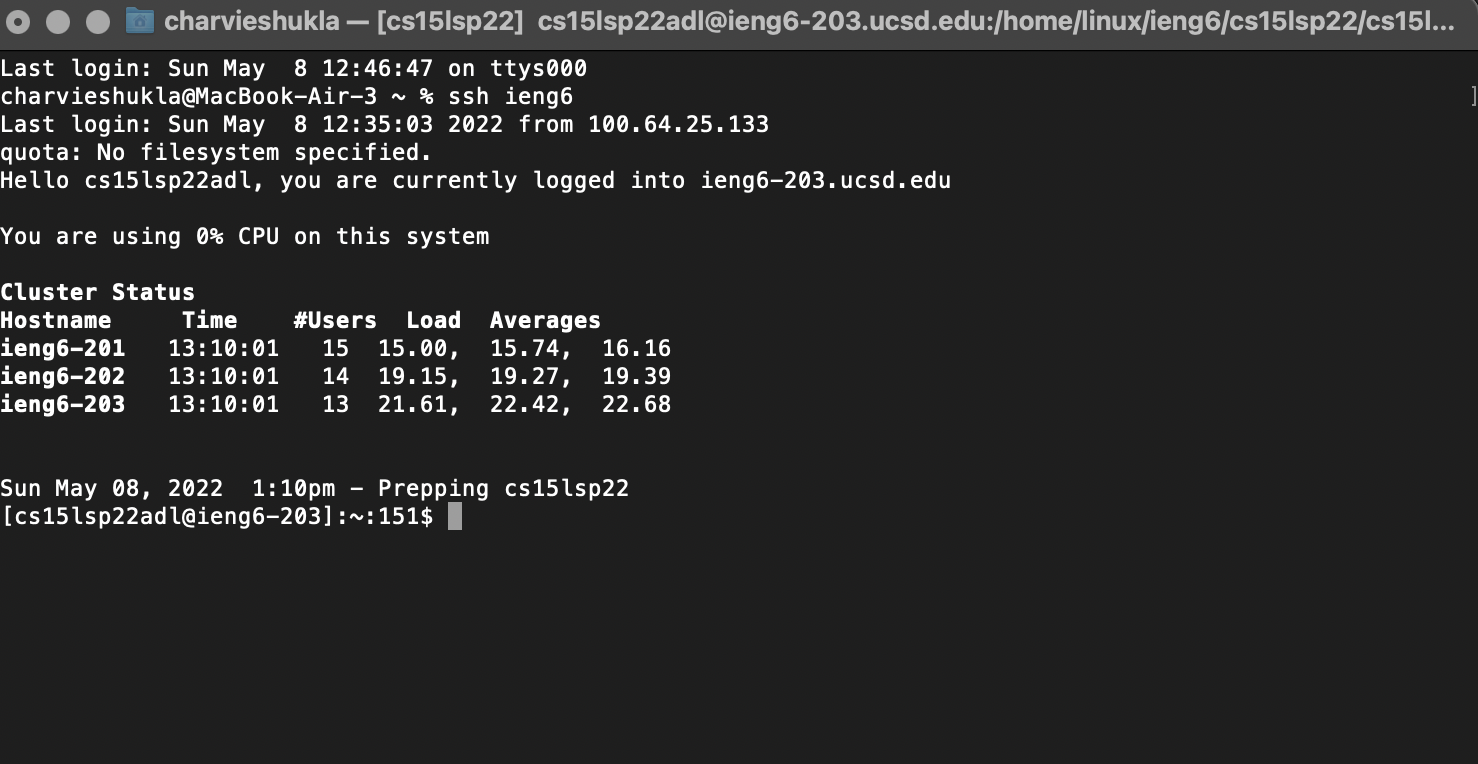 charvieshukla — [cs15lsp22] cs15lsp22adl@ieng6-203.ucsd.edu:/home/linux/ieng6/cs15lsp22/cs15l...
Last login: Sun May  8 12:46:47 on ttys000
charvieshukla@MacBook-Air-3 ~ % ssh ieng6
Last login: Sun May  8 12:35:03 2022 from 100.64.25.133
quota: No filesystem specified.
Hello cs15lsp22adl, you are currently logged into ieng6-203.ucsd.edu
You are using 0% CPU on this system
Cluster Status
Hostname     Time    #Users  Load  Averages
ieng6-201   13:10:01   15  15.00,  15.74,  16.16
ieng6-202   13:10:01   14  19.15,  19.27,  19.39
ieng6-203   13:10:01   13  21.61,  22.42,  22.68
Sun May 08, 2022  1:10pm - Prepping cs15lsp22
[cs15lsp22adl@ieng6-203]:~:151$